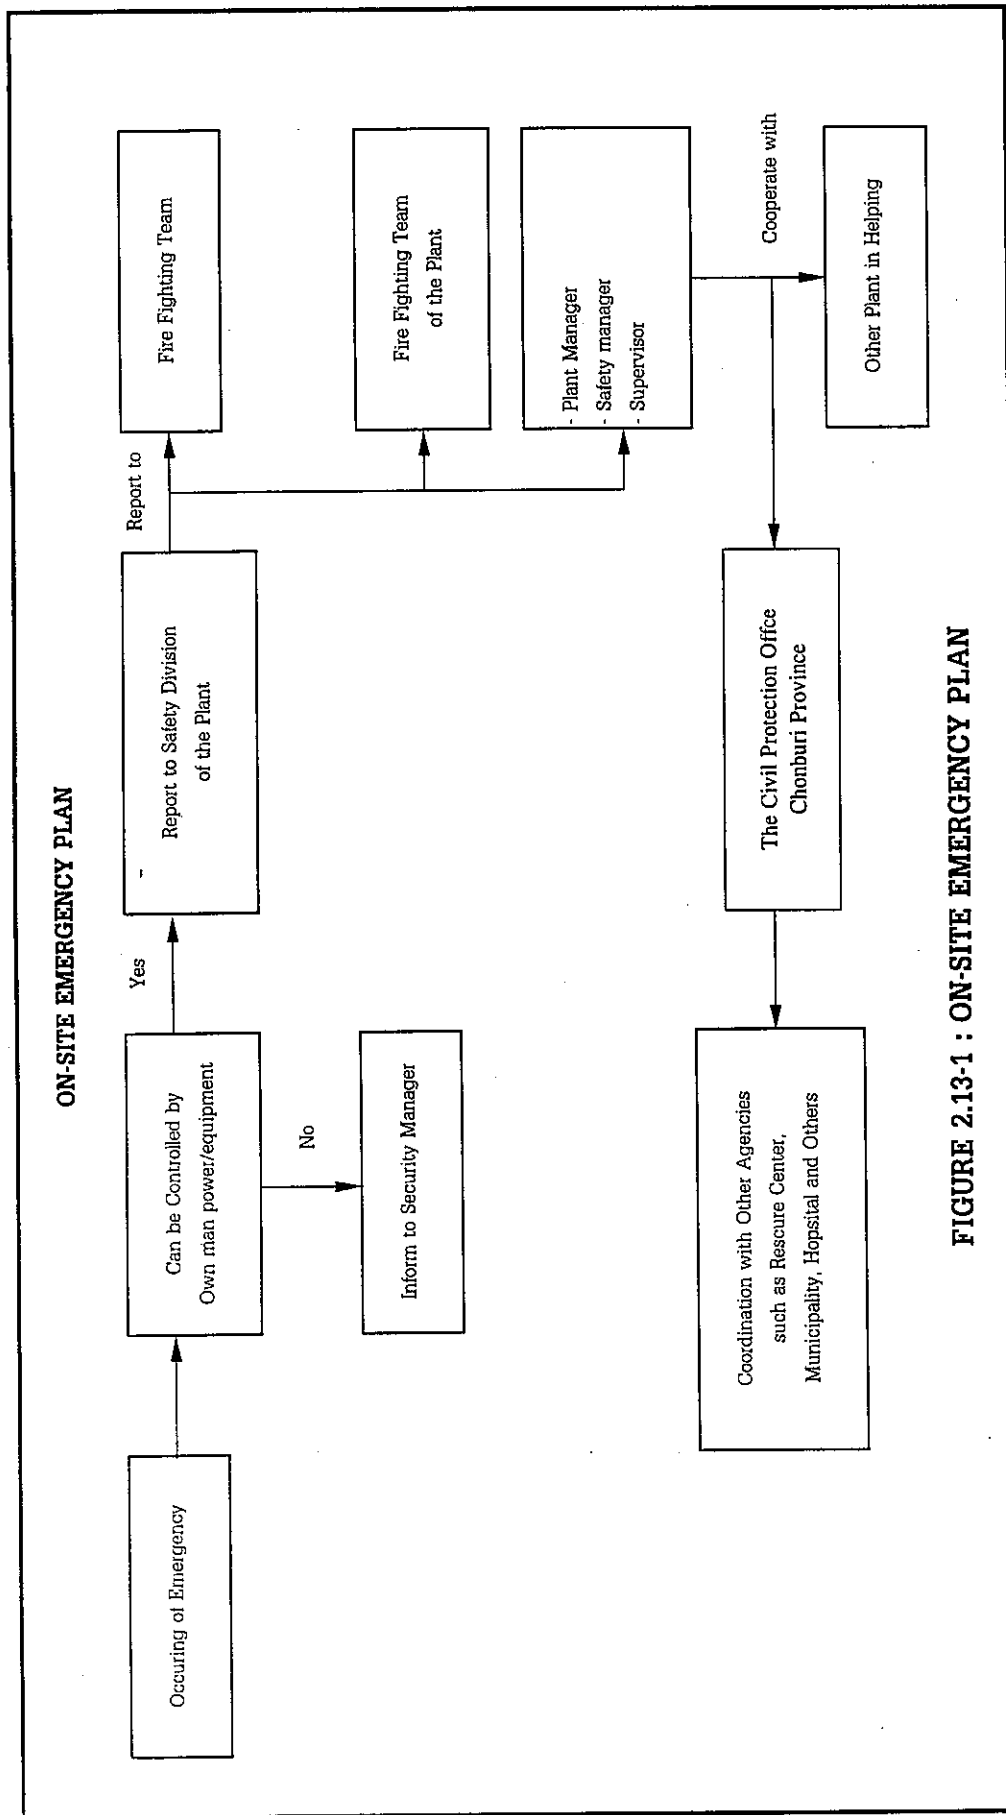 ON-SITE EMERGENCY PLAN
Occuring of Emergency
Can be Controlled by
Own man power/equipment
Yes
No
Inform to Security Manager
Report to Safety Division
of the Plant
Report to
Fire Fighting Team
Fire Fighting Team
of the Plant
- Plant Manager
- Safety manager
- Supervisor
Cooperate with
Other Plant in Helping
The Civil Protection Offce
Chonburi Province
Coordination with Other Agencies
such as Rescure Center,
Municipality, Hopsital and Others
FIGURE 2.13-1 : ON-SITE EMERGENCY PLAN